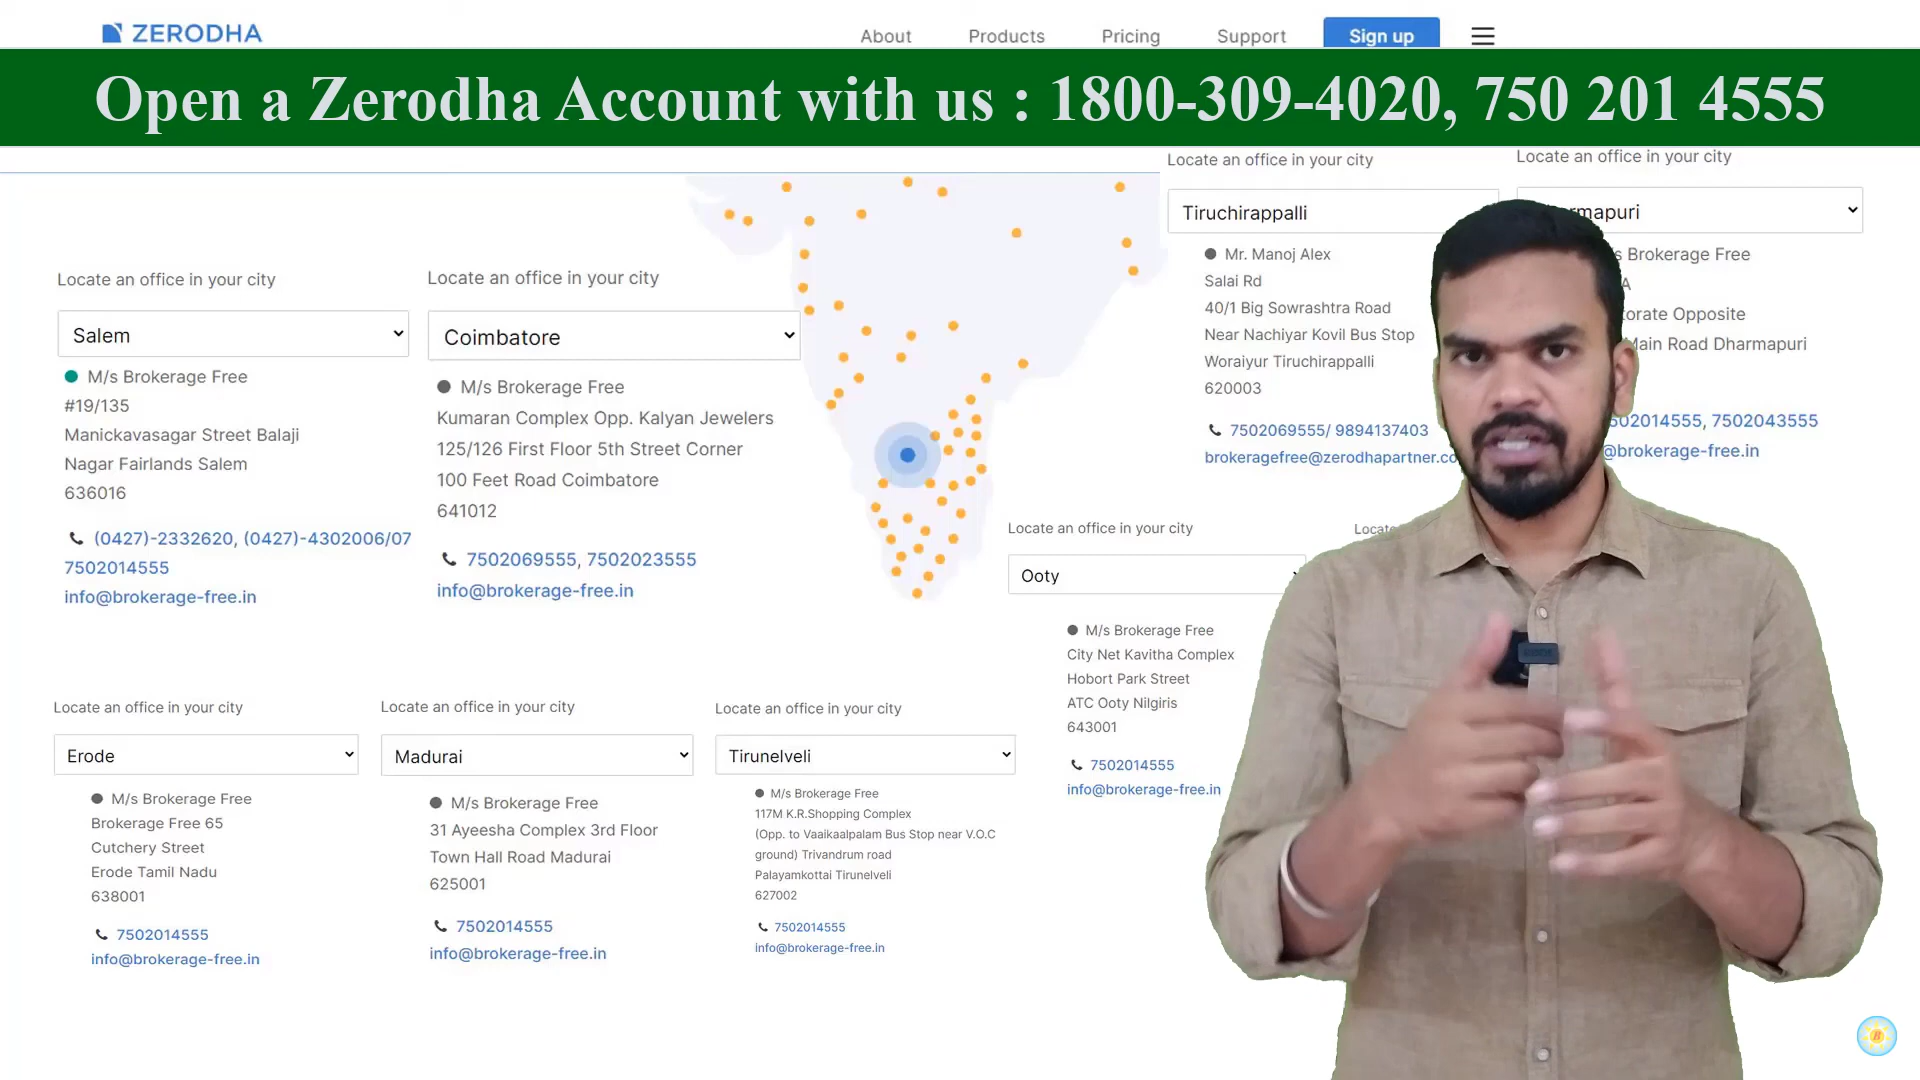 ZERODHA
About
Products
Pricing
Support
Sign up
Open a Zerodha Account with us : 1800-309-4020, 750 201 4555
Locate an office in your city
Salem
M/s Brokerage Free
#19/135
Manickavasagar Street Balaji
Nagar Fairlands Salem
636016
(0427)-2332620, (0427)-4302006/07
7502014555
info@brokerage-free.in
Locate an office in your city
Coimbatore
M/s Brokerage Free
Kumaran Complex Opp. Kalyan Jewelers
125/126 First Floor 5th Street Corner
100 Feet Road Coimbatore
641012
7502069555, 7502023555
info@brokerage-free.in
Locate an office in your city
Tiruchirappalli
Mr. Manoj Alex
Salai Rd
40/1 Big Sowrashtra Road
Near Nachiyar Kovil Bus Stop
Woraiyur Tiruchirappalli
620003
7502069555/ 9894137403
brokeragefree@zerodhapartner.co
Locate an office in your city
rmapuri
s Brokerage Free
A
torate Opposite
Main Road Dharmapuri
502014555, 7502043555
@brokerage-free.in
Locate an office in your city
Ooty
M/s Brokerage Free
City Net Kavitha Complex
Hobort Park Street
ATC Ooty Nilgiris
643001
7502014555
info@brokerage-free.in
Locate
Locate an office in your city
Erode
M/s Brokerage Free
Brokerage Free 65
Cutchery Street
Erode Tamil Nadu
638001
7502014555
info@brokerage-free.in
Locate an office in your city
Madurai
M/s Brokerage Free
31 Ayeesha Complex 3rd Floor
Town Hall Road Madurai
625001
7502014555
info@brokerage-free.in
Locate an office in your city
Tirunelveli
M/s Brokerage Free
117M K.R.Shopping Complex
(Opp. to Vaaikaalpalam Bus Stop near V.O.C
ground) Trivandrum road
Palayamkottai Tirunelveli
627002
7502014555
info@brokerage-free.in
B